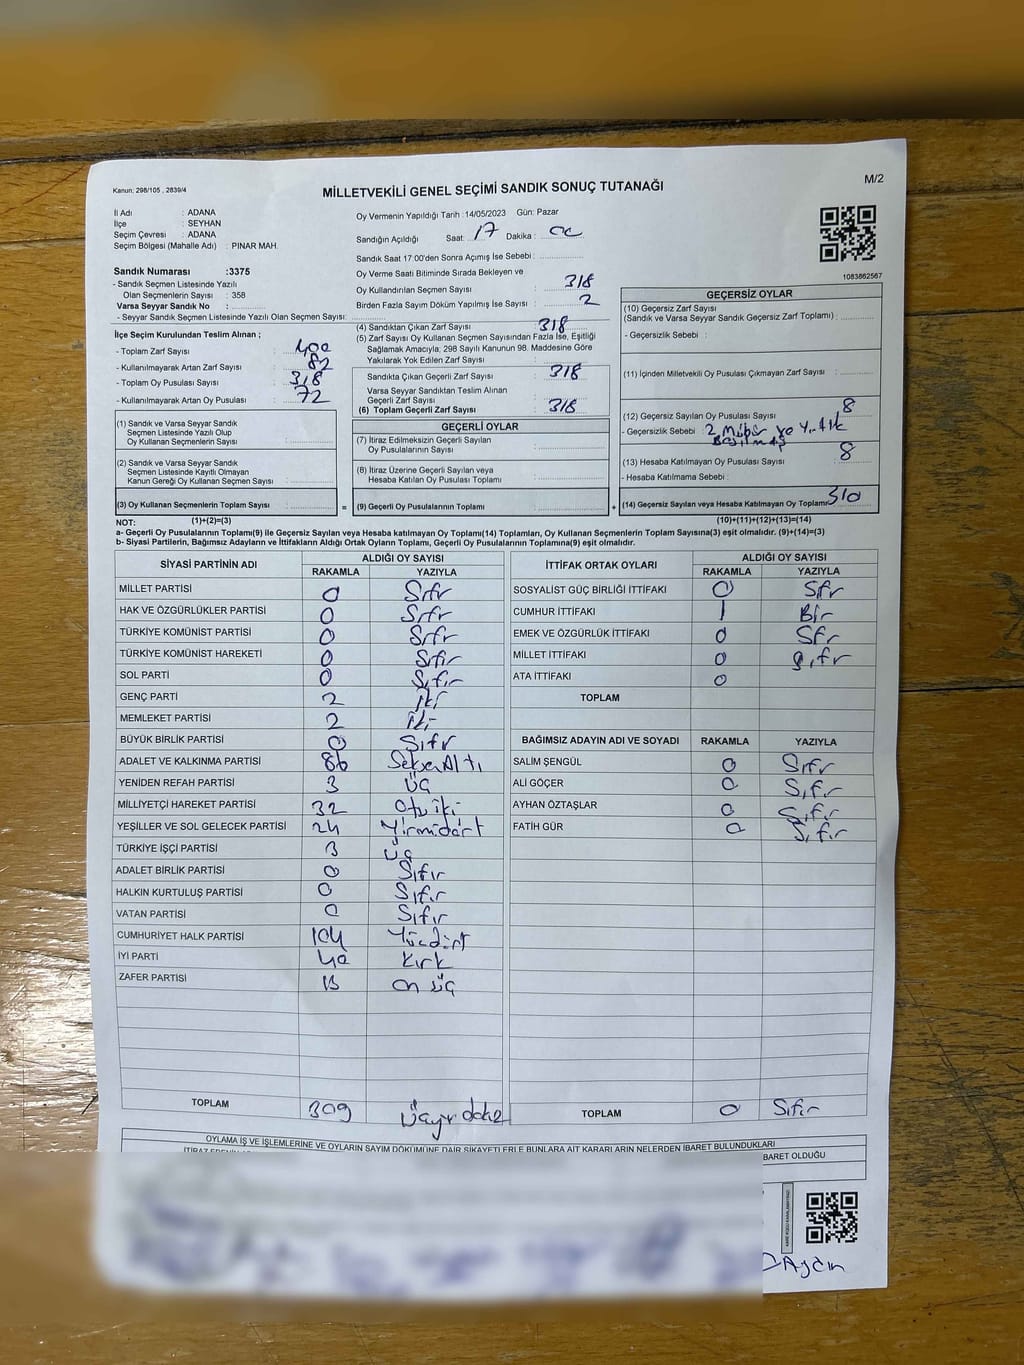 Kanun: 298/105 , 2839/4
M/2
MİLLETVEKİLİ GENEL SEÇİMİ SANDIK SONUÇ TUTANAĞI
İl Adı : ADANA
İlçe : SEYHAN
Seçim Çevresi : ADANA
Seçim Bölgesi (Mahalle Adı) : PINAR MAH.
Sandık Numarası :3375
- Sandık Seçmen Listesinde Yazılı
Olan Seçmenlerin Sayısı : 358
Varsa Seyyar Sandık No :
- Seyyar Sandık Seçmen Listesinde Yazılı Olan Seçmen Sayısı:
Oy Vermenin Yapıldığı Tarih :14/05/2023 Gün: Pazar
Sandığın Açıldığı Saat: 17 Dakika : 00
Sandık Saat 17:00'den Sonra Açımış İse Sebebi :
Oy Verme Saati Bitiminde Sırada Bekleyen ve
Oy Kullandırılan Seçmen Sayısı : 318
Birden Fazla Sayım Döküm Yapılmış İse Sayısı : 2
1083862567
İlçe Seçim Kurulundan Teslim Alınan ;
- Toplam Zarf Sayısı : 400
- Kullanılmayarak Artan Zarf Sayısı : 82
- Toplam Oy Pusulası Sayısı : 318
- Kullanılmayarak Artan Oy Pusulası : 72
(4) Sandıktan Çıkan Zarf Sayısı : 318
(5) Zarf Sayısı Oy Kullanan Seçmen Sayısından Fazla İse, Eşitliği
Sağlamak Amacıyla, 298 Sayılı Kanunun 98. Maddesine Göre
Yakılarak Yok Edilen Zarf Sayısı :
Sandıkta Çıkan Geçerli Zarf Sayısı : 318
Varsa Seyyar Sandıktan Teslim Alınan
Geçerli Zarf Sayısı :
(6) Toplam Geçerli Zarf Sayısı : 318
GEÇERSİZ OYLAR
(10) Geçersiz Zarf Sayısı
(Sandık ve Varsa Seyyar Sandık Geçersiz Zarf Toplamı) :
- Geçersizlik Sebebi :
(11) İçinden Milletvekili Oy Pusulası Çıkmayan Zarf Sayısı :
(12) Geçersiz Sayılan Oy Pusulası Sayısı : 8
- Geçersizlik Sebebi : 2 Mühür ve Yırtık
(13) Hesaba Katılmayan Oy Pusulası Sayısı : 8
- Hesaba Katılmama Sebebi :
(14) Geçersiz Sayılan veya Hesaba Katılmayan Oy Toplamı: 310
(1) Sandık ve Varsa Seyyar Sandık
Seçmen Listesinde Yazılı Olup
Oy Kullanan Seçmenlerin Sayısı :
(2) Sandık ve Varsa Seyyar Sandık
Seçmen Listesinde Kayıtlı Olmayan
Kanun Gereği Oy Kullanan Seçmen Sayısı :
(3) Oy Kullanan Seçmenlerin Toplam Sayısı :
GEÇERLİ OYLAR
(7) İtiraz Edilmeksizin Geçerli Sayılan
Oy Pusulalarının Sayısı :
(8) İtiraz Üzerine Geçerli Sayılan veya
Hesaba Katılan Oy Pusulası Toplamı :
= (9) Geçerli Oy Pusulalarının Toplamı : +
NOT: (1)+(2)=(3) (10)+(11)+(12)+(13)=(14)
a- Geçerli Oy Pusulalarının Toplamı(9) ile Geçersiz Sayılan veya Hesaba Katılmayan Oy Toplamı(14) Toplamları, Oy Kullanan Seçmenlerin Toplam Sayısına(3) eşit olmalıdır. (9)+(14)=(3)
b- Siyasi Partilerin, Bağımsız Adayların ve İttifakların Aldığı Ortak Oyların Toplamı, Geçerli Oy Pusulalarının Toplamına(9) eşit olmalıdır.
SİYASİ PARTİNİN ADI ALDIĞI OY SAYISI
RAKAMLA YAZIYLA
MİLLET PARTİSİ 0 Sıfır
HAK VE ÖZGÜRLÜKLER PARTİSİ 0 Sıfır
TÜRKİYE KOMÜNİST PARTİSİ 0 Sıfır
TÜRKİYE KOMÜNİST HAREKETİ 0 Sıfır
SOL PARTİ 0 Sıfır
GENÇ PARTİ 2 İki
MEMLEKET PARTİSİ 2 İki
BÜYÜK BİRLİK PARTİSİ 0 Sıfır
ADALET VE KALKINMA PARTİSİ 86 SeksenAltı
YENİDEN REFAH PARTİSİ 3 Üç
MİLLİYETÇİ HAREKET PARTİSİ 32 Otuziki
YEŞİLLER VE SOL GELECEK PARTİSİ 24 Yirmidört
TÜRKİYE İŞÇİ PARTİSİ 3 Üç
ADALET BİRLİK PARTİSİ 0 Sıfır
HALKIN KURTULUŞ PARTİSİ 0 Sıfır
VATAN PARTİSİ 0 Sıfır
CUMHURİYET HALK PARTİSİ 104 Yüzdört
İYİ PARTİ 40 Kırk
ZAFER PARTİSİ 13 on üç
TOPLAM 309
İTTİFAK ORTAK OYLARI ALDIĞI OY SAYISI
RAKAMLA YAZIYLA
SOSYALİST GÜÇ BİRLİĞİ İTTİFAKI 0 Sıfır
CUMHUR İTTİFAKI 1 Bir
EMEK VE ÖZGÜRLÜK İTTİFAKI 0 Sıfır
MİLLET İTTİFAKI 0 Sıfır
ATA İTTİFAKI 0
TOPLAM
BAĞIMSIZ ADAYIN ADI VE SOYADI RAKAMLA YAZIYLA
SALİM ŞENGÜL 0 Sıfır
ALİ GÖÇER 0 Sıfır
AYHAN ÖZTAŞLAR 0 Sıfır
FATİH GÜR 0 Sıfır
TOPLAM 0 Sıfır
OYLAMA İŞ VE İŞLEMLERİNE VE OYLARIN SAYIM DÖKÜMÜNE DAİR ŞİKAYETLERLE BUNLARA AİT KARARLARIN NELERDEN İBARET BULUNDUKLARI
BARET OLDUĞU
Aydın